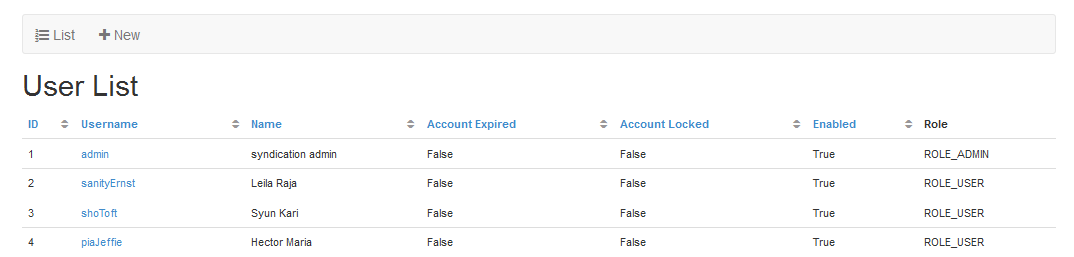 List New
User List
ID Username Name Account Expired Account Locked Enabled Role
1 admin syndication admin False False True ROLE_ADMIN
2 sanityErnst Leila Raja False False True ROLE_USER
3 shoToft Syun Kari False False True ROLE_USER
4 piaJeffie Hector Maria False False True ROLE_USER